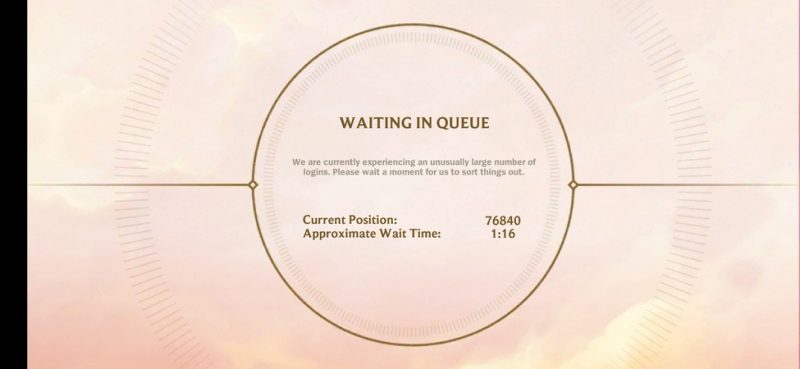 WAITING IN QUEUE
We are currently experiencing an unusually large number of
logins. Please wait a moment for us to sort things out.
Current Position: 76840
Approximate Wait Time: 1:16